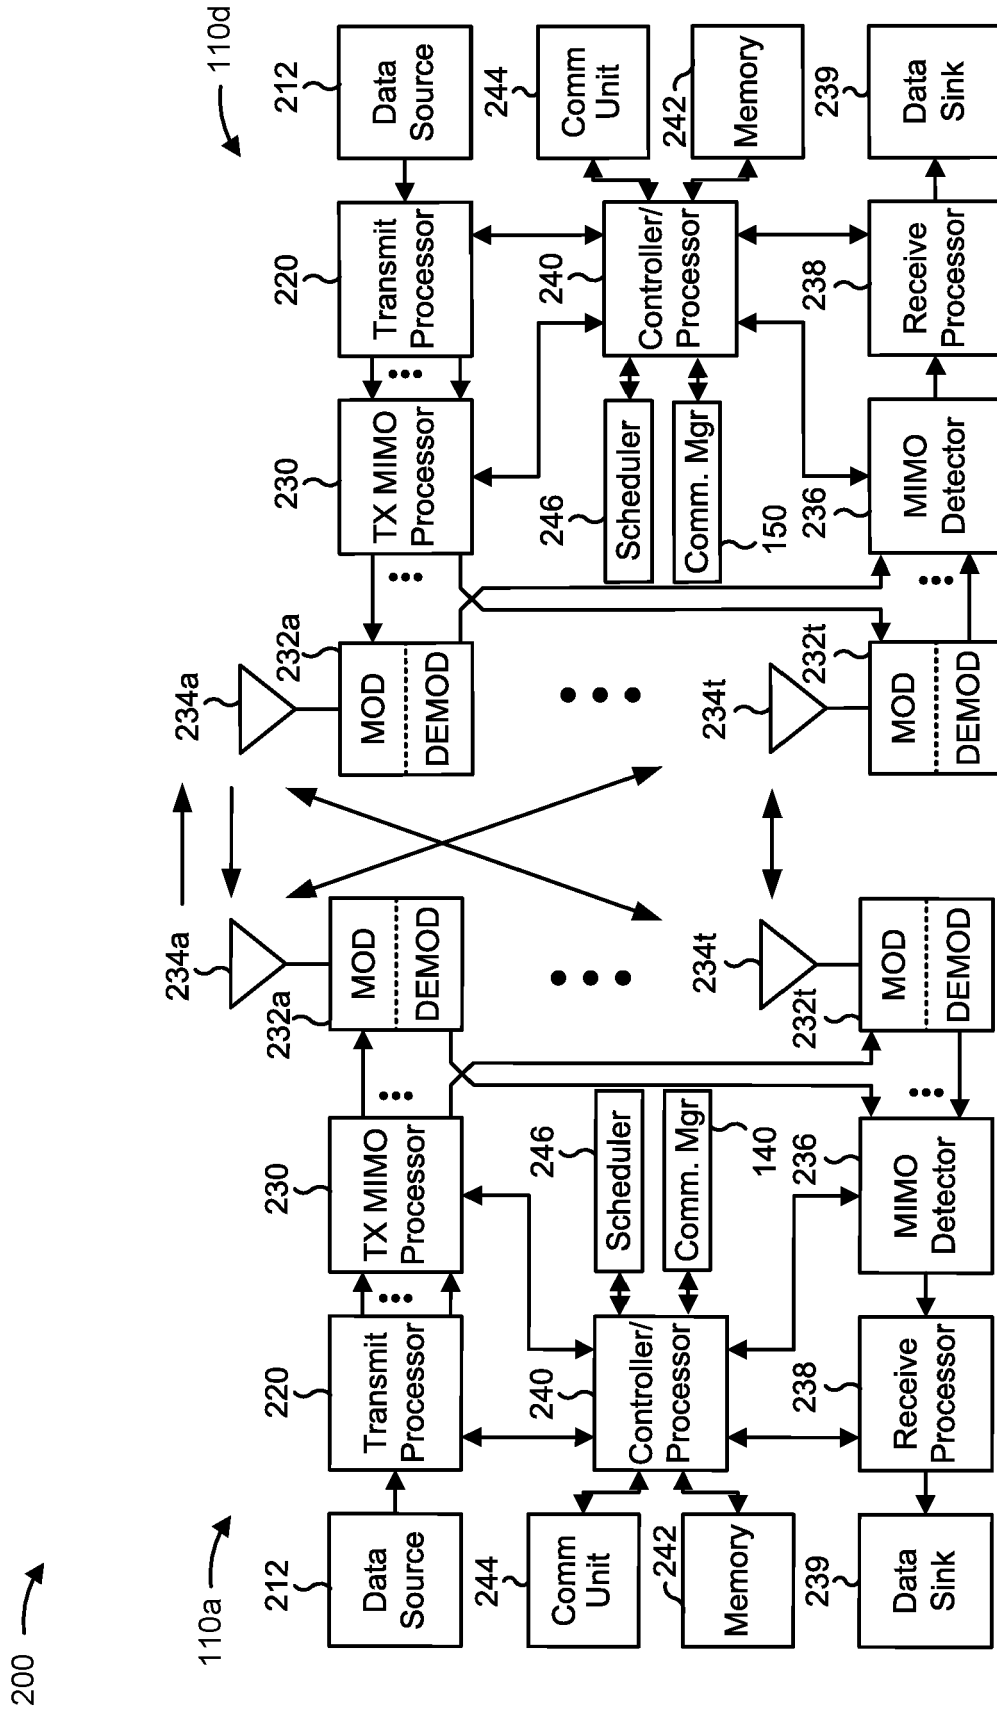 200
110a
110d
212
Data
Source
220
Transmit
Processor
230
TX MIMO
Processor
232a
MOD
DEMOD
234a
234a
232a
MOD
DEMOD
230
TX MIMO
Processor
220
Transmit
Processor
212
Data
Source
244
Comm
Unit
242
Memory
240
Controller/
Processor
246
Scheduler
Comm. Mgr
140
246
Scheduler
Comm. Mgr
150
240
Controller/
Processor
244
Comm
Unit
242
Memory
239
Data
Sink
238
Receive
Processor
236
MIMO
Detector
232t
MOD
DEMOD
234t
234t
232t
MOD
DEMOD
236
MIMO
Detector
238
Receive
Processor
239
Data
Sink